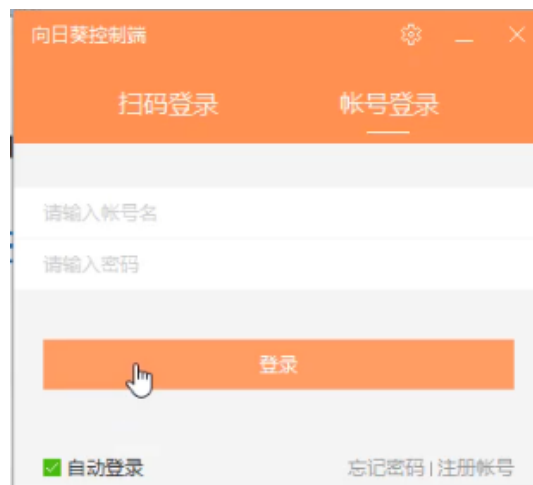 向日葵控制端
扫码登录 帐号登录
请输入帐号名
请输入密码
登录
自动登录 忘记密码 | 注册帐号